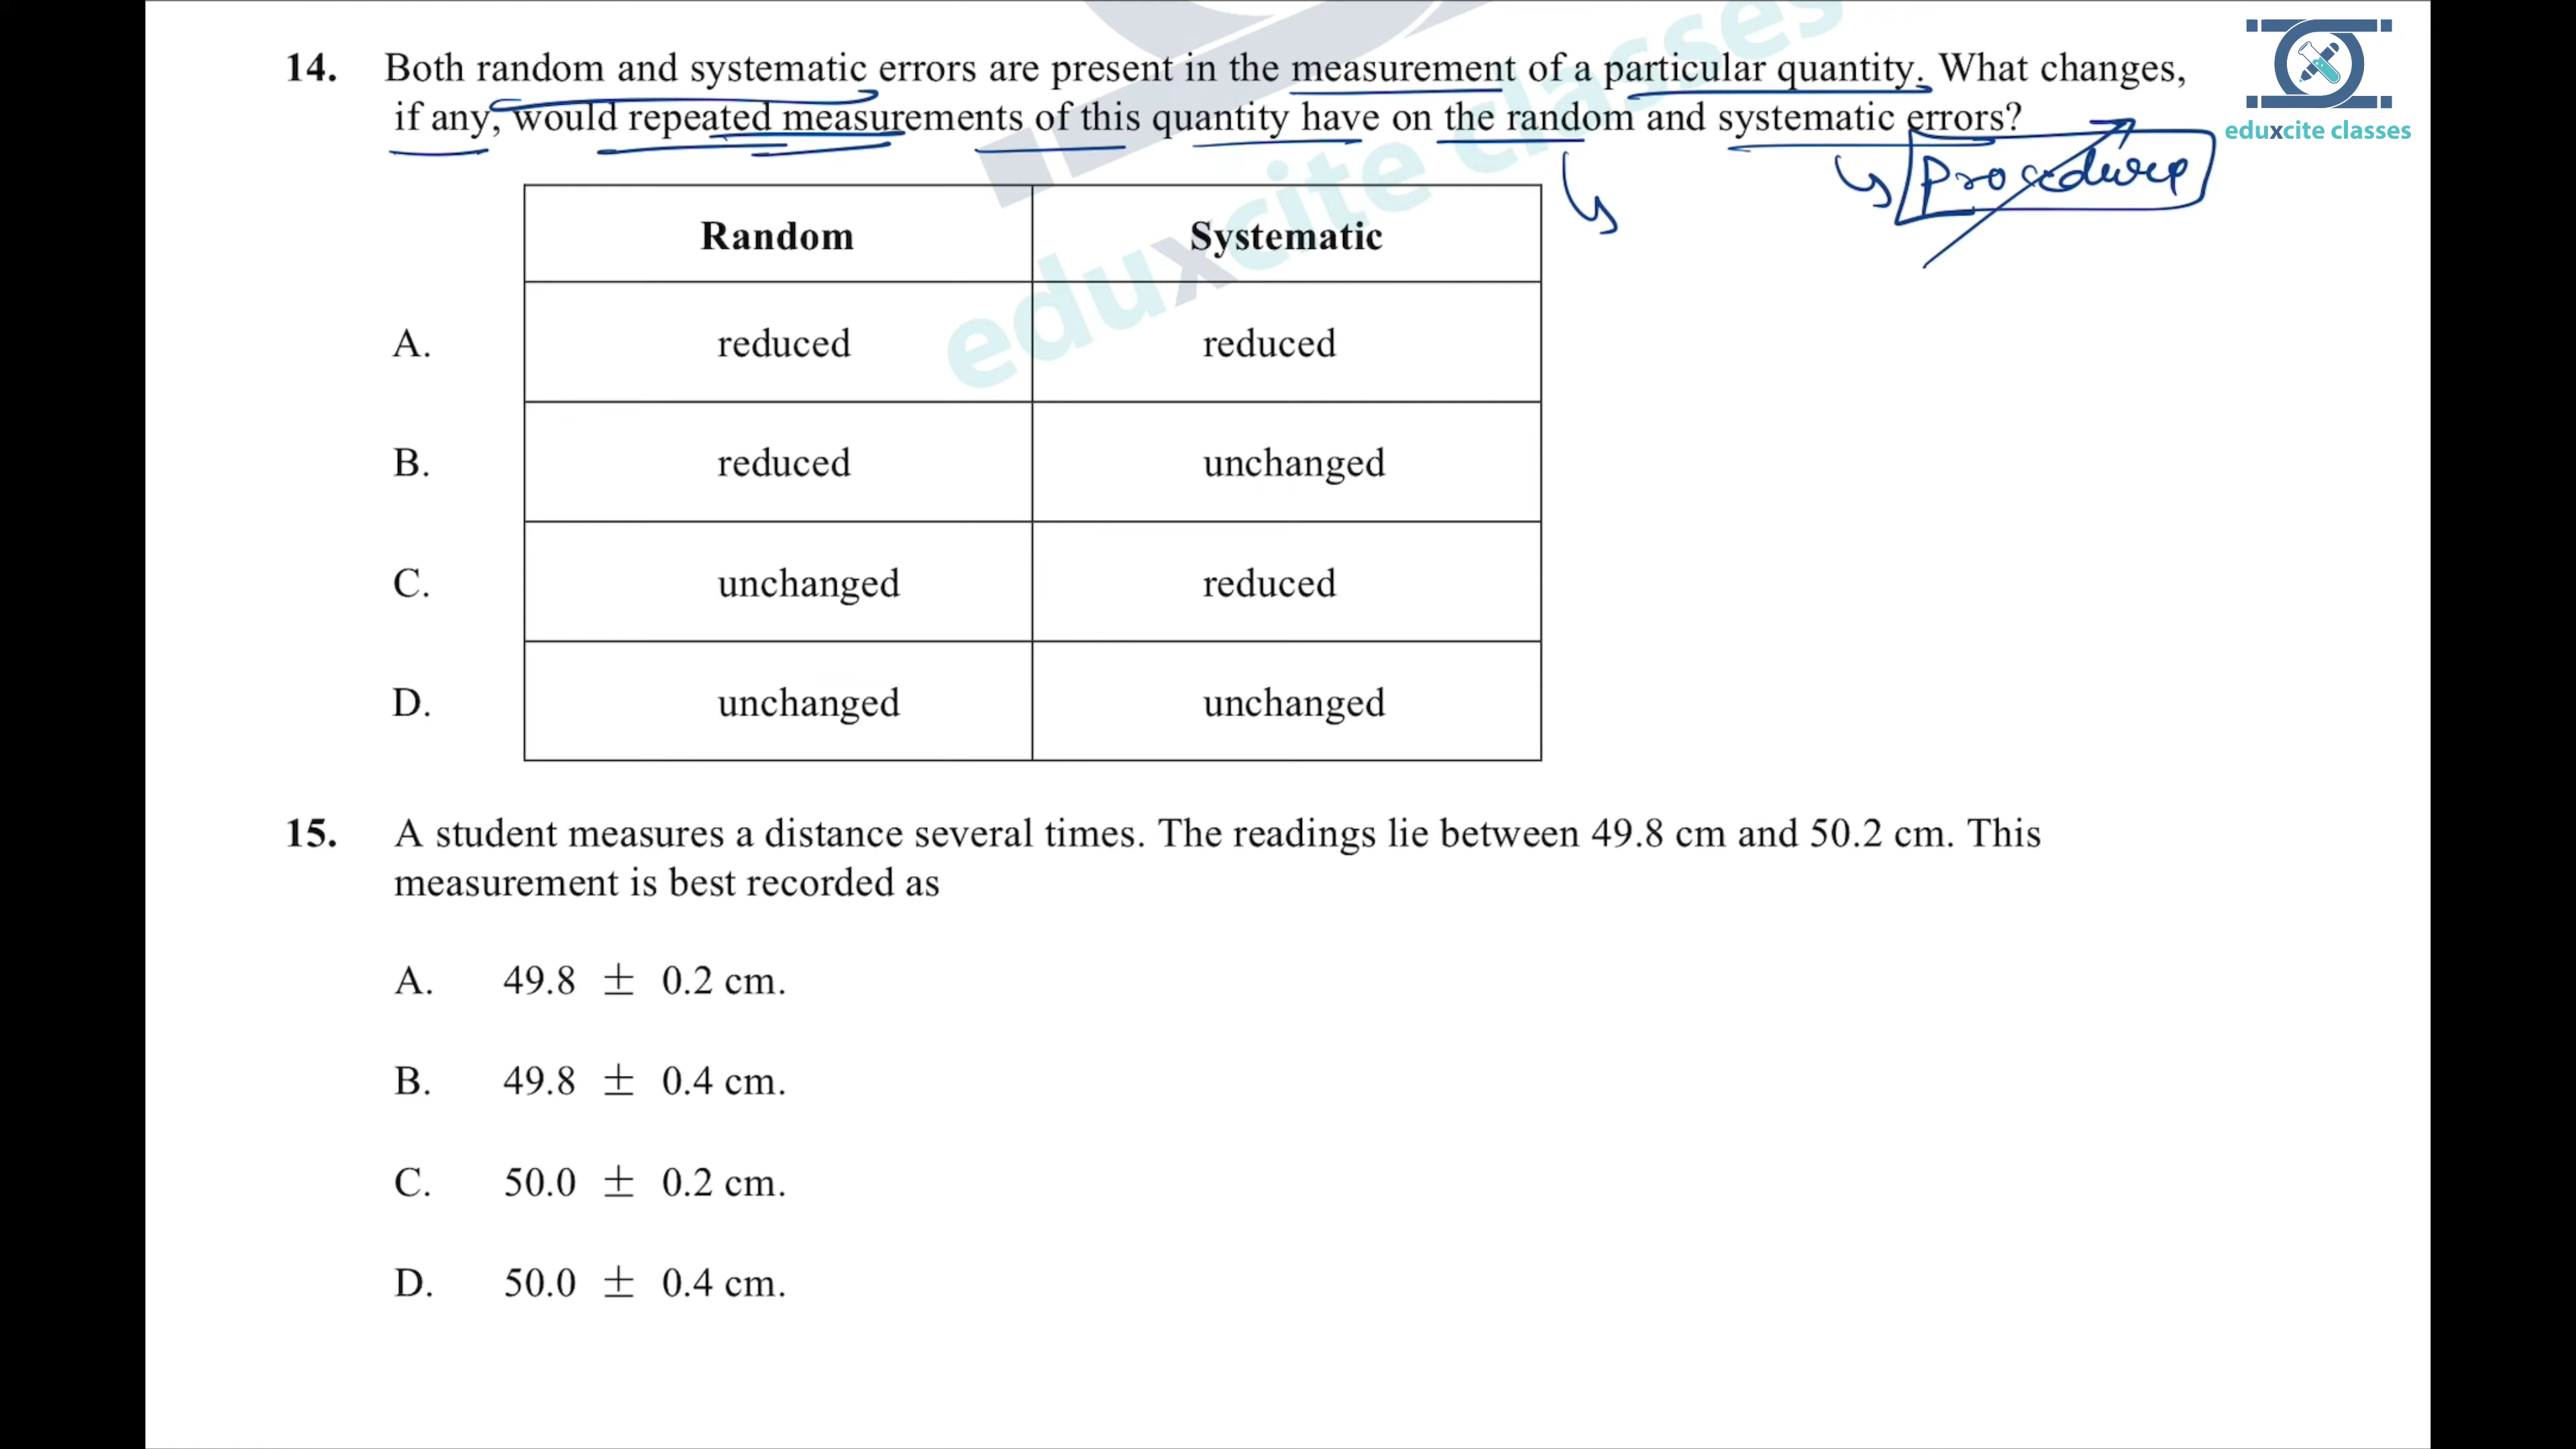 14. Both random and systematic errors are present in the measurement of a particular quantity. What changes,
if any, would repeated measurements of this quantity have on the random and systematic errors?
eduxcite classes
Procedure
Random Systematic
A. reduced reduced
B. reduced unchanged
C. unchanged reduced
D. unchanged unchanged
eduxcite classes
15. A student measures a distance several times. The readings lie between 49.8 cm and 50.2 cm. This
measurement is best recorded as
A. 49.8 ± 0.2 cm.
B. 49.8 ± 0.4 cm.
C. 50.0 ± 0.2 cm.
D. 50.0 ± 0.4 cm.